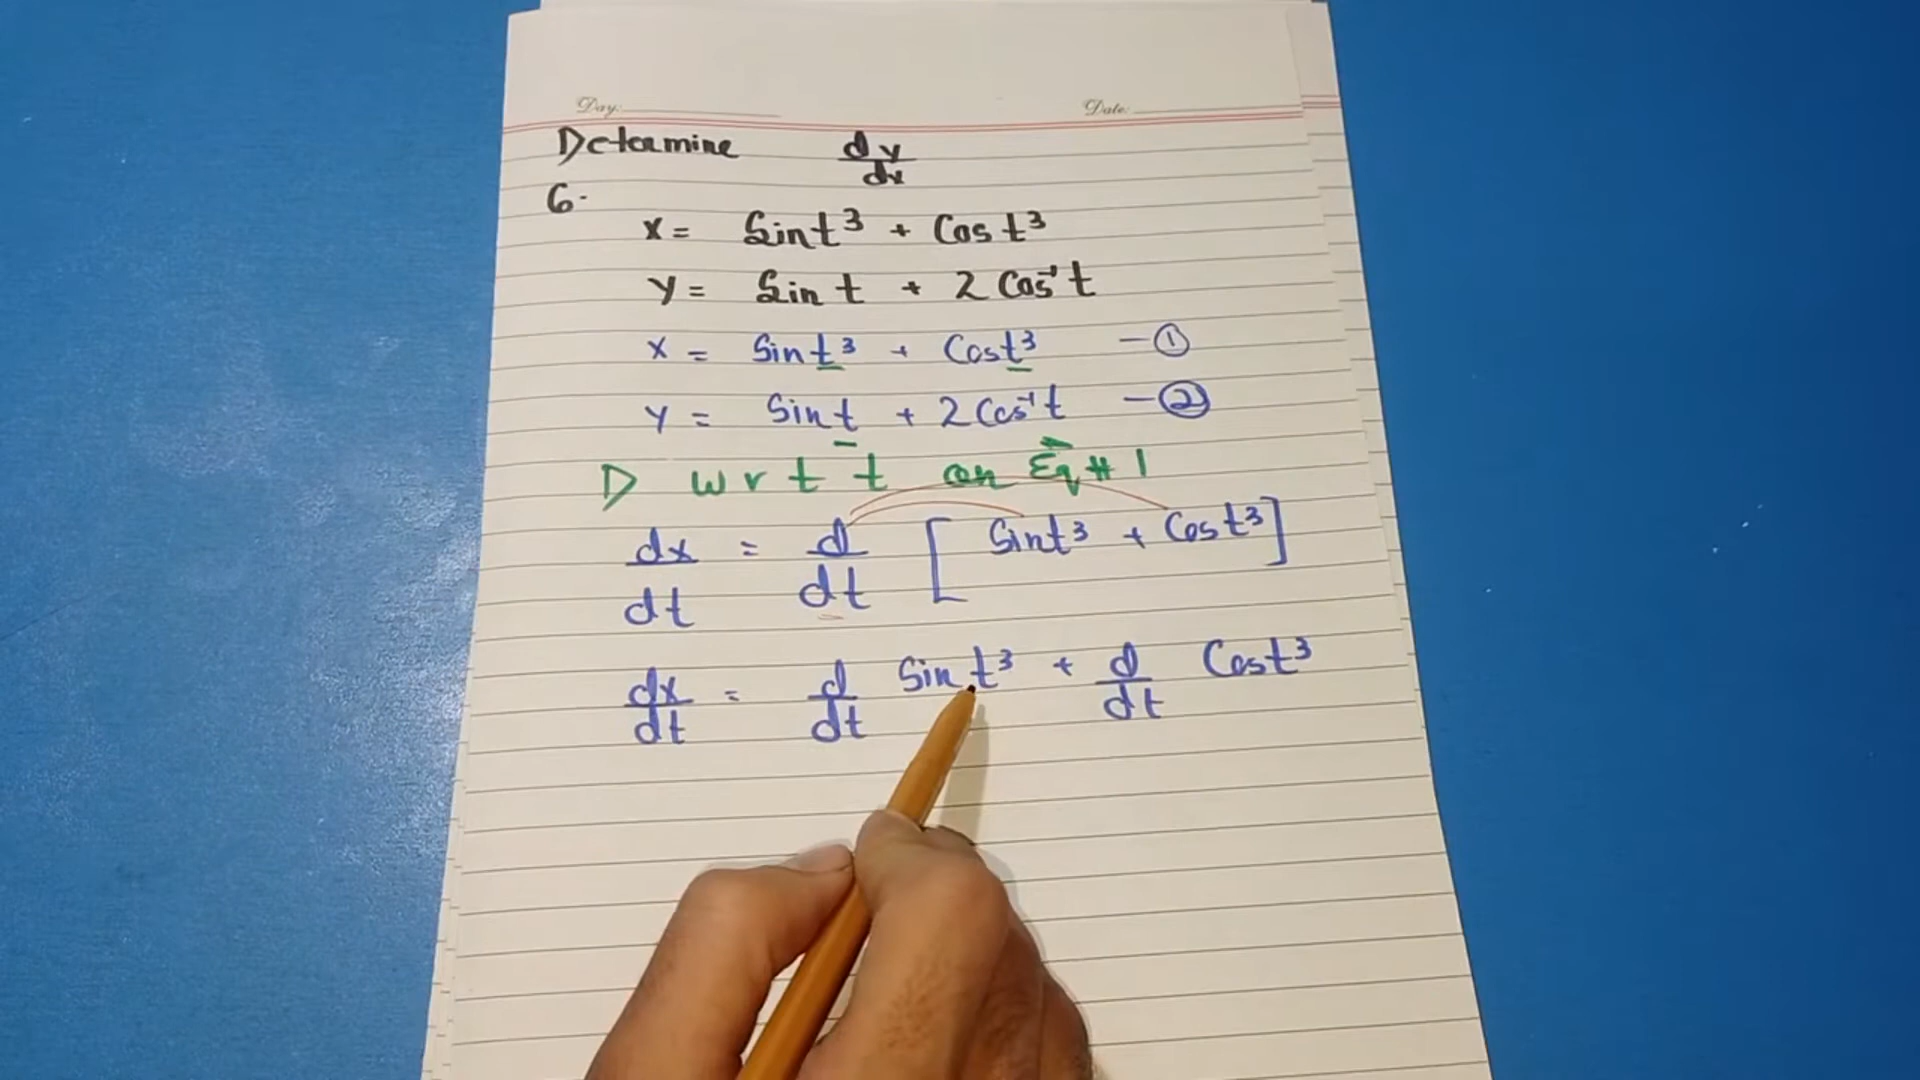 Day: Date:
Determine dy/dx
6.
x = Sint³ + Cost³
y = Sin t + 2 Cos⁻¹t
x = Sint³ + Cost³ - ①
y = Sint + 2Cos⁻¹t - ②
D w r t t on Eq # 1
dx/dt = d/dt [ Sint³ + Cost³ ]
dx/dt = d/dt Sint³ + d/dt Cost³